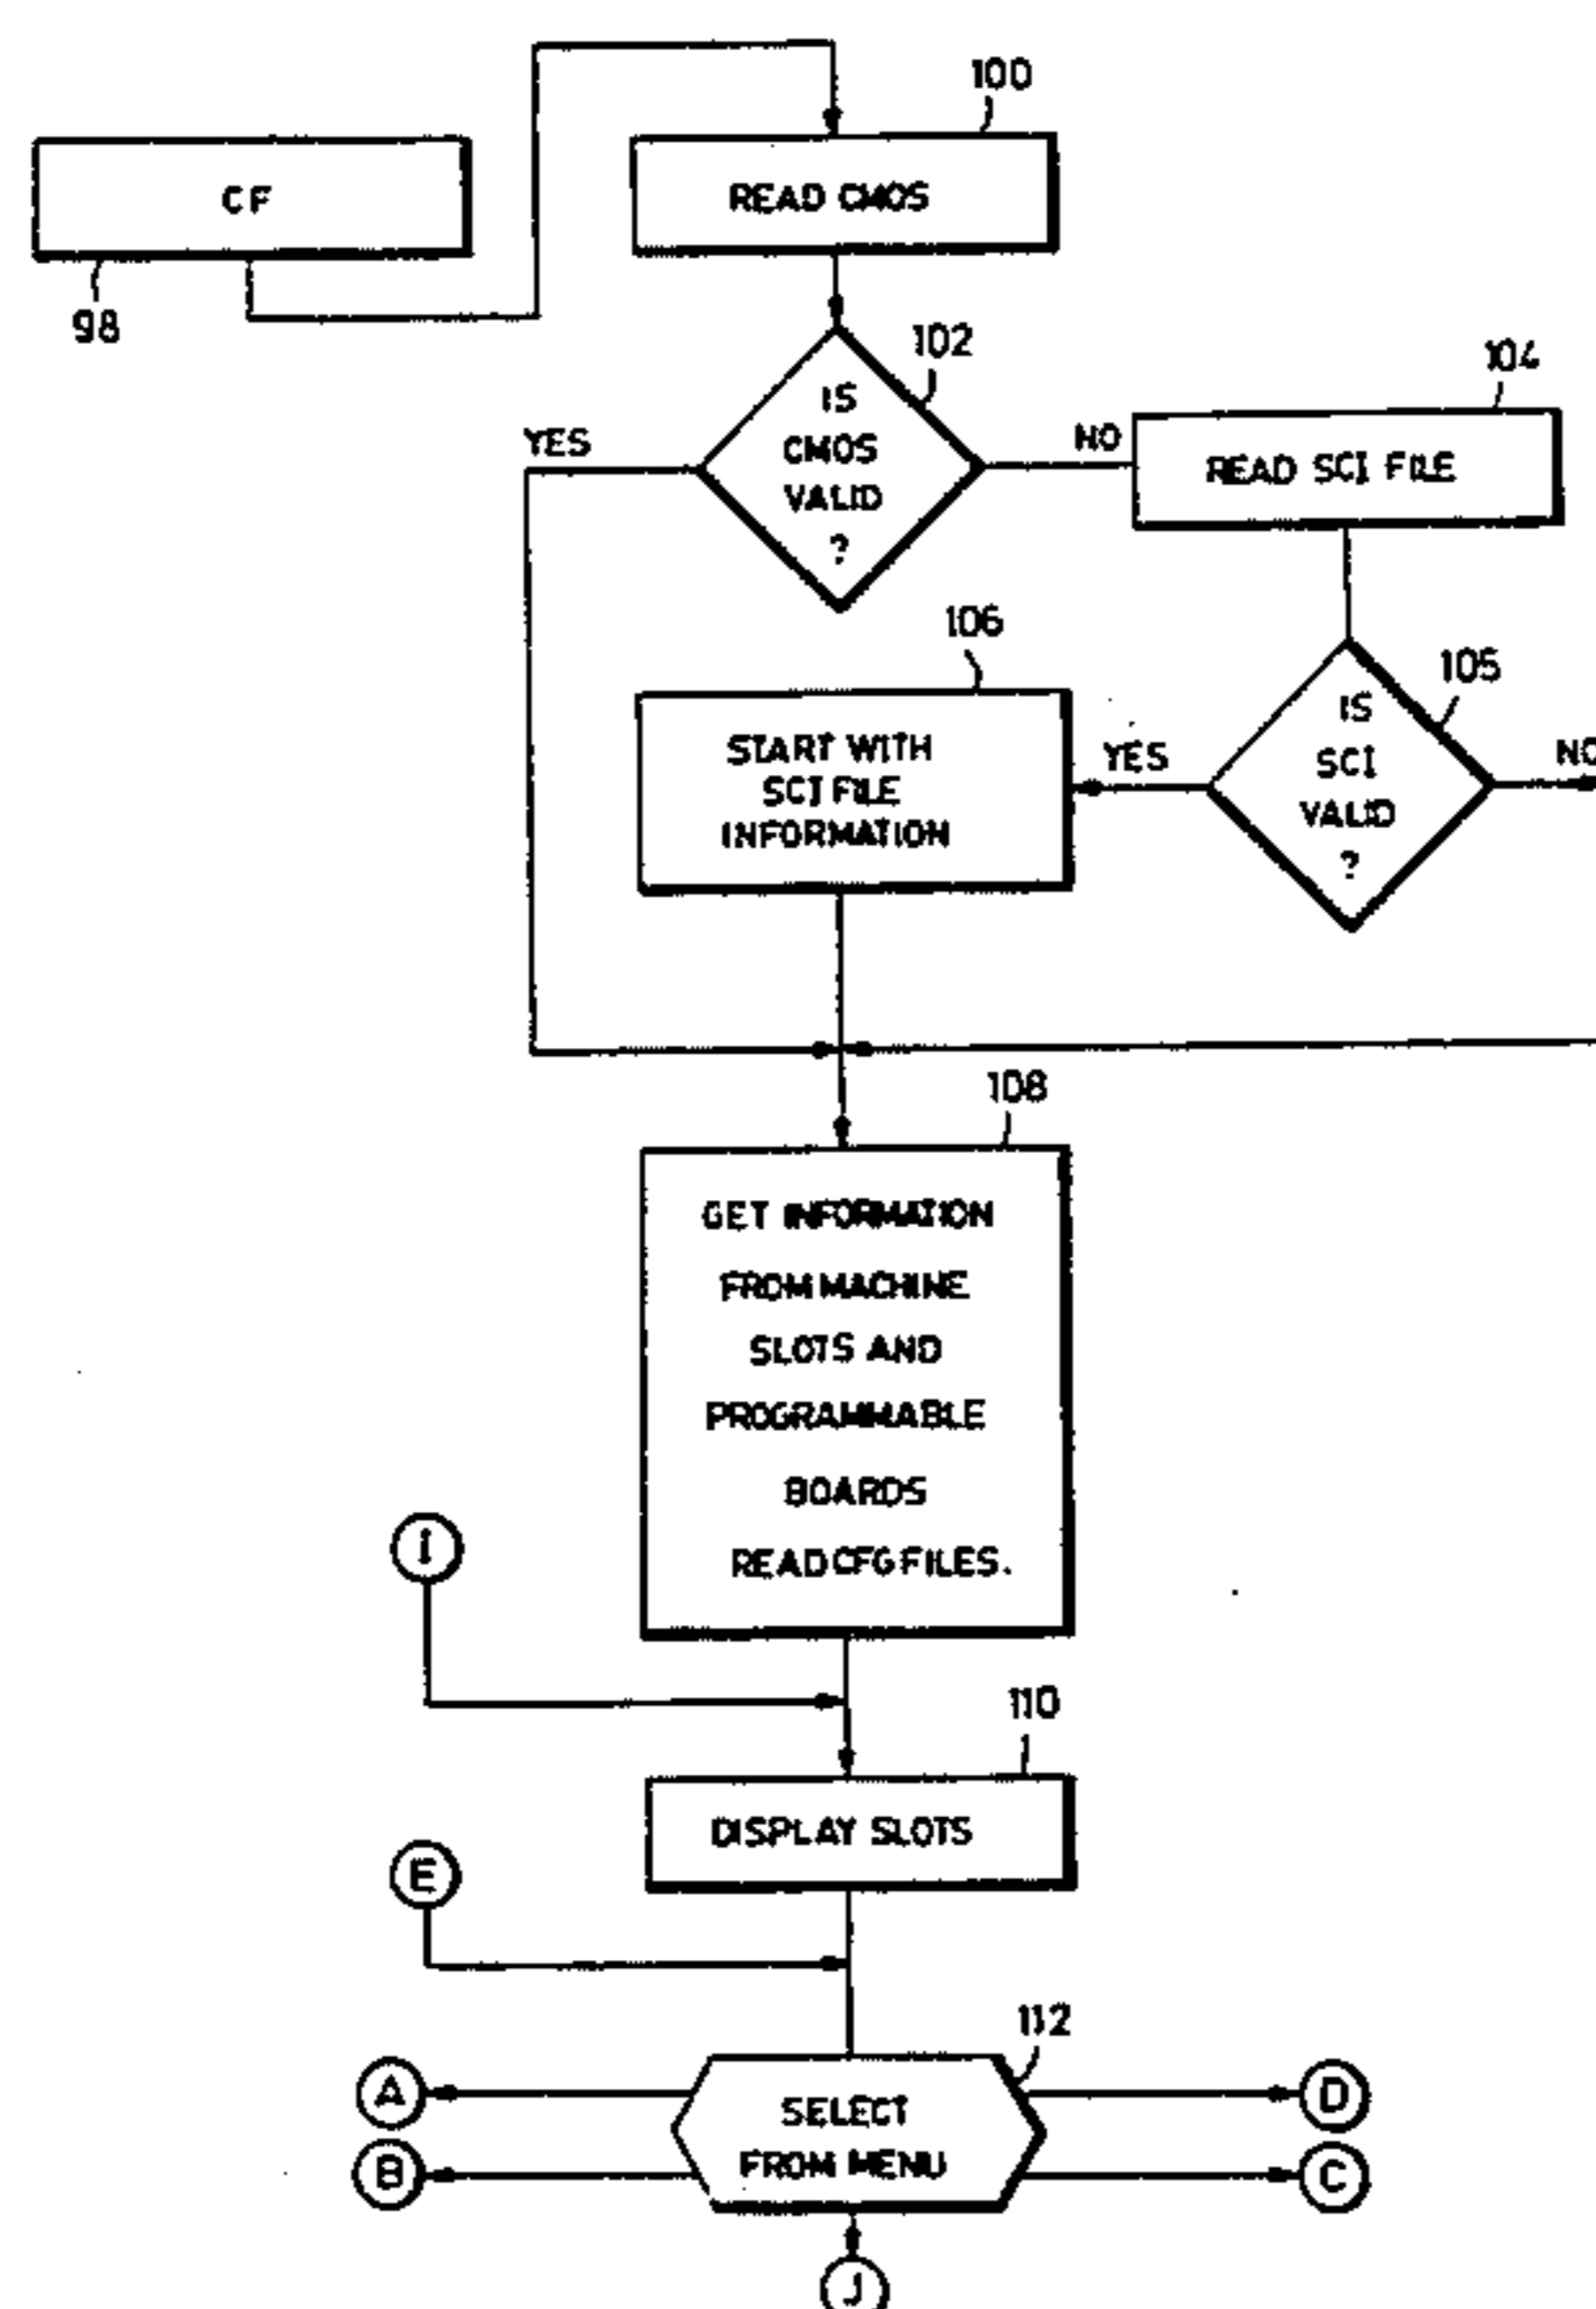 100
CF
READ CMOS
98
102
104
IS
CMOS
VALID
?
YES
NO
READ SCI FILE
106
105
START WITH
SCI FILE
INFORMATION
YES
IS
SCI
VALID
?
NO
108
GET INFORMATION
FROM MACHINE
SLOTS AND
PROGRAMMABLE
BOARDS
READ CFG FILES.
I
110
DISPLAY SLOTS
E
112
A
SELECT
FROM MENU
D
B
C
J